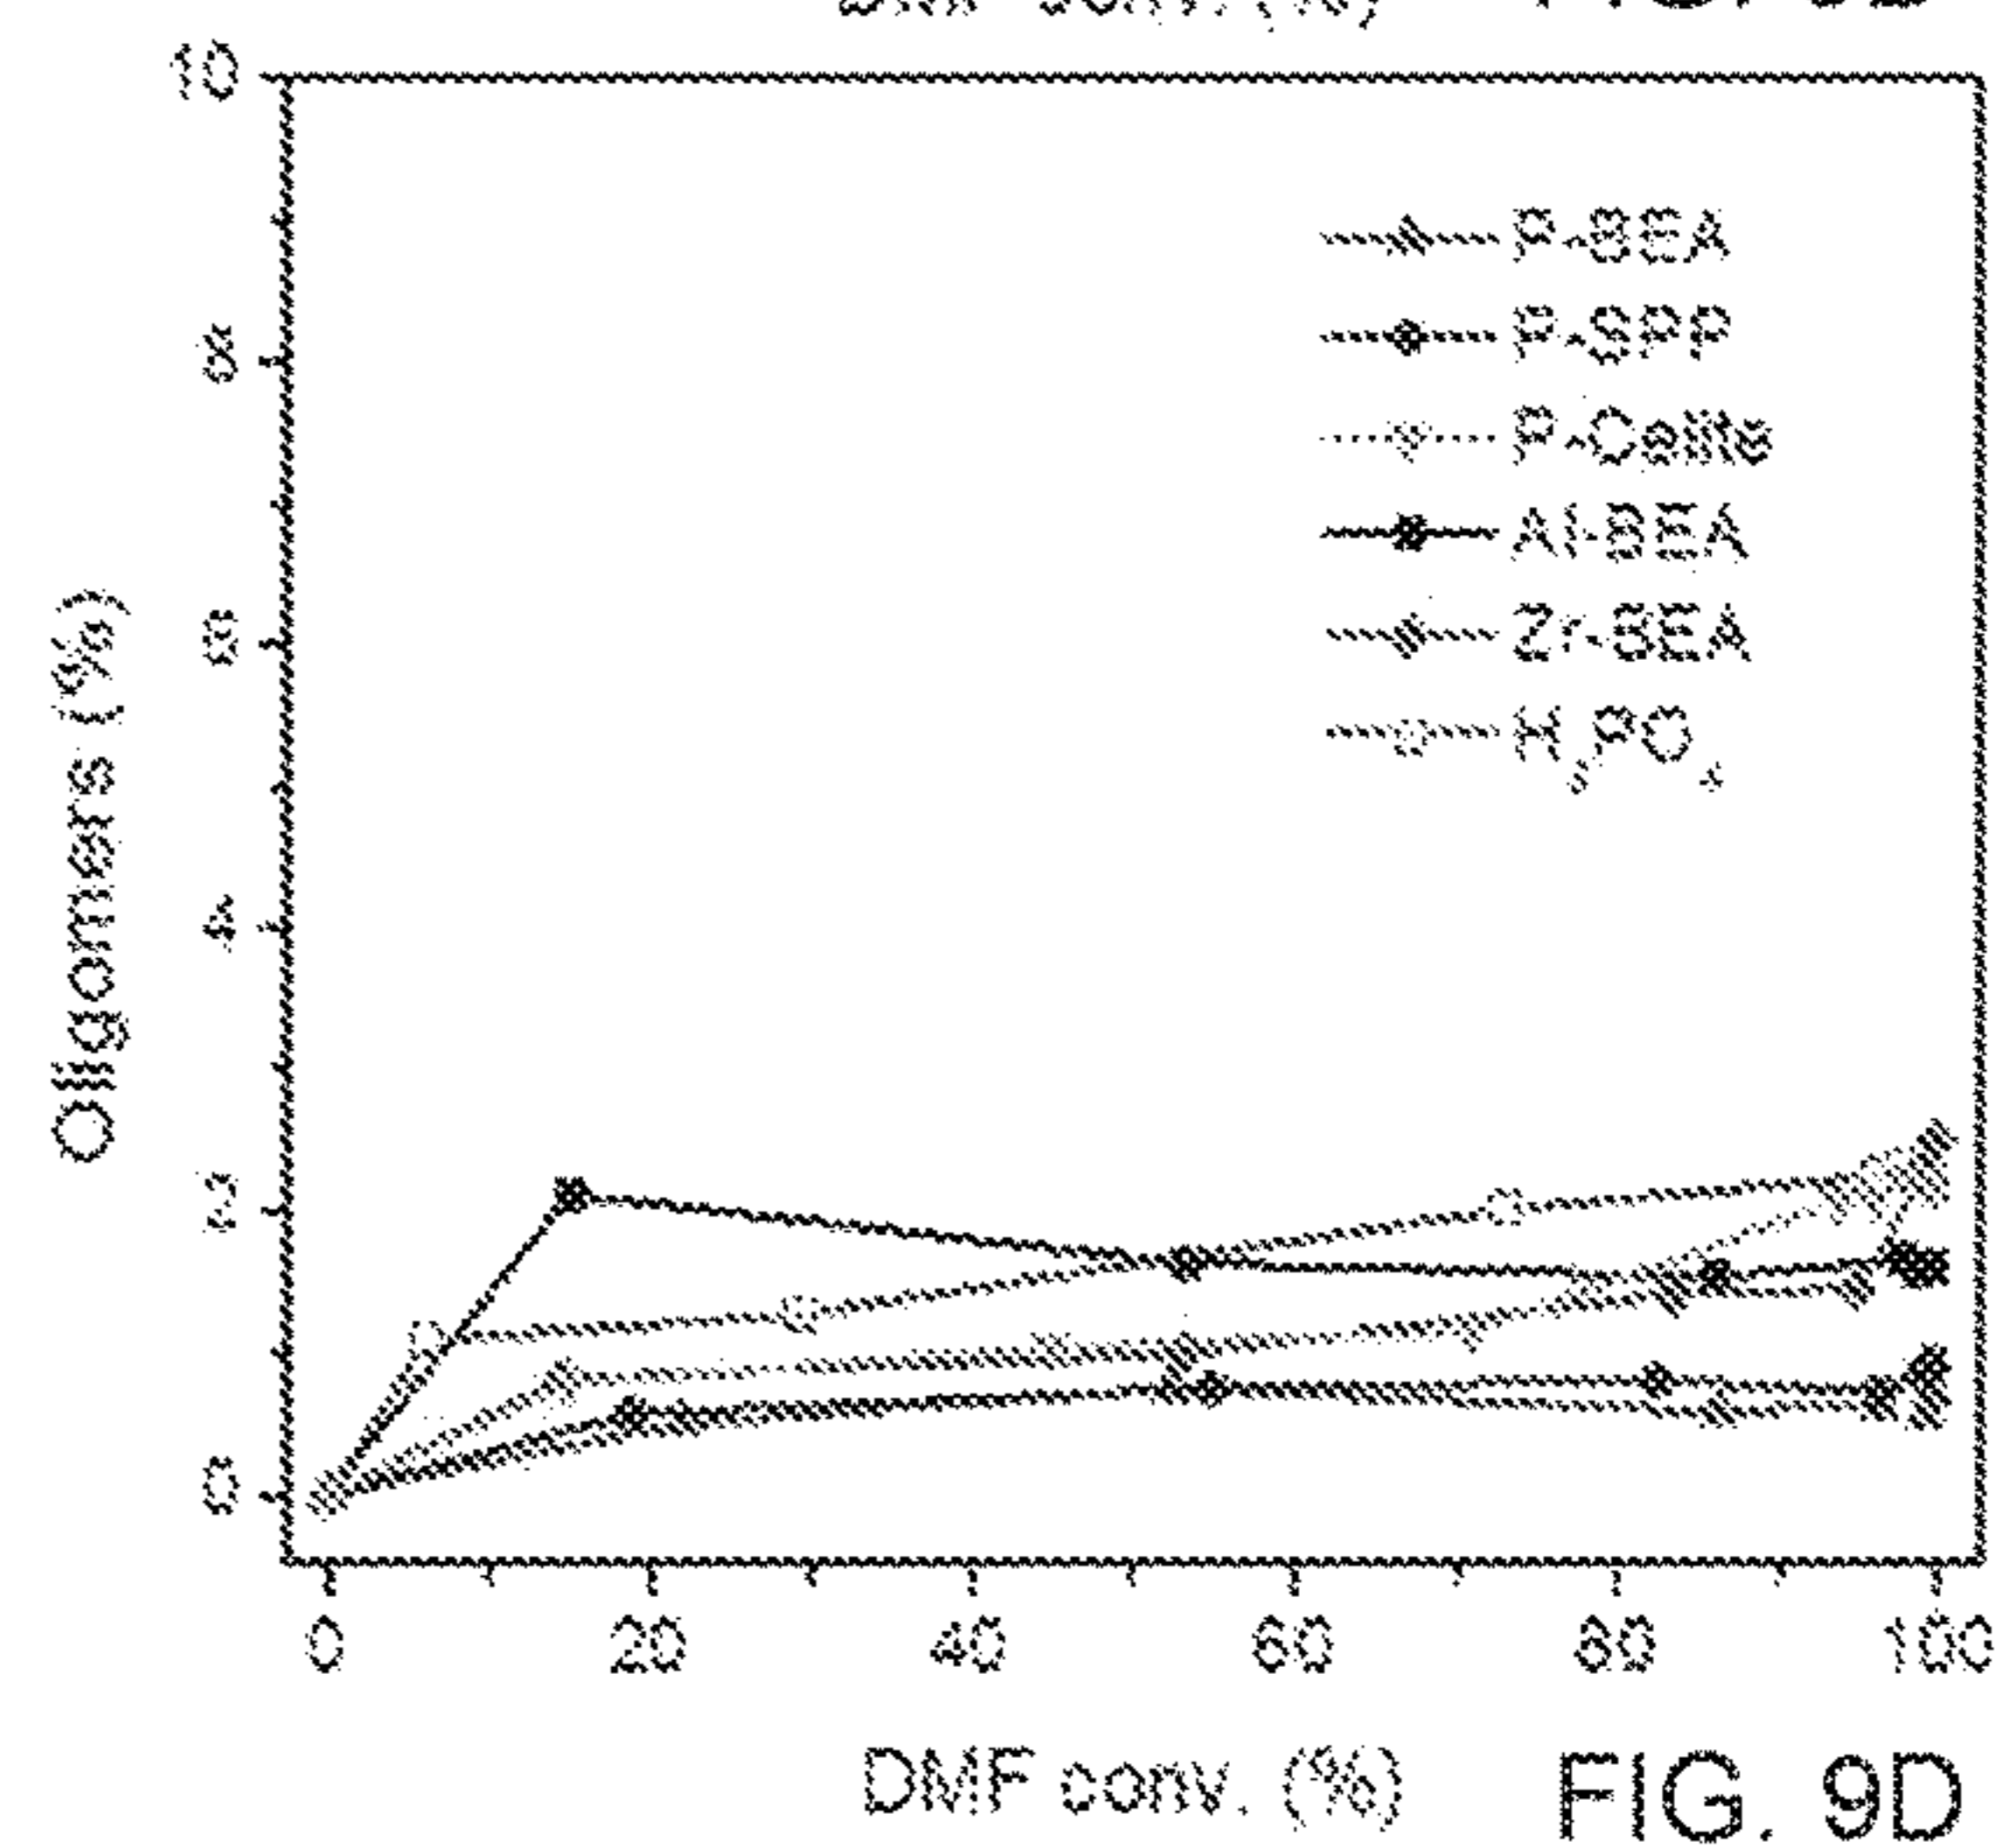 10
8
6
4
2
0
Oligomers (%)
P-BEA
P-SPP
P-Celite
Al-BEA
Zr-BEA
H₃PO₄
0 20 40 60 80 100
DMF conv. (%) FIG. 9D